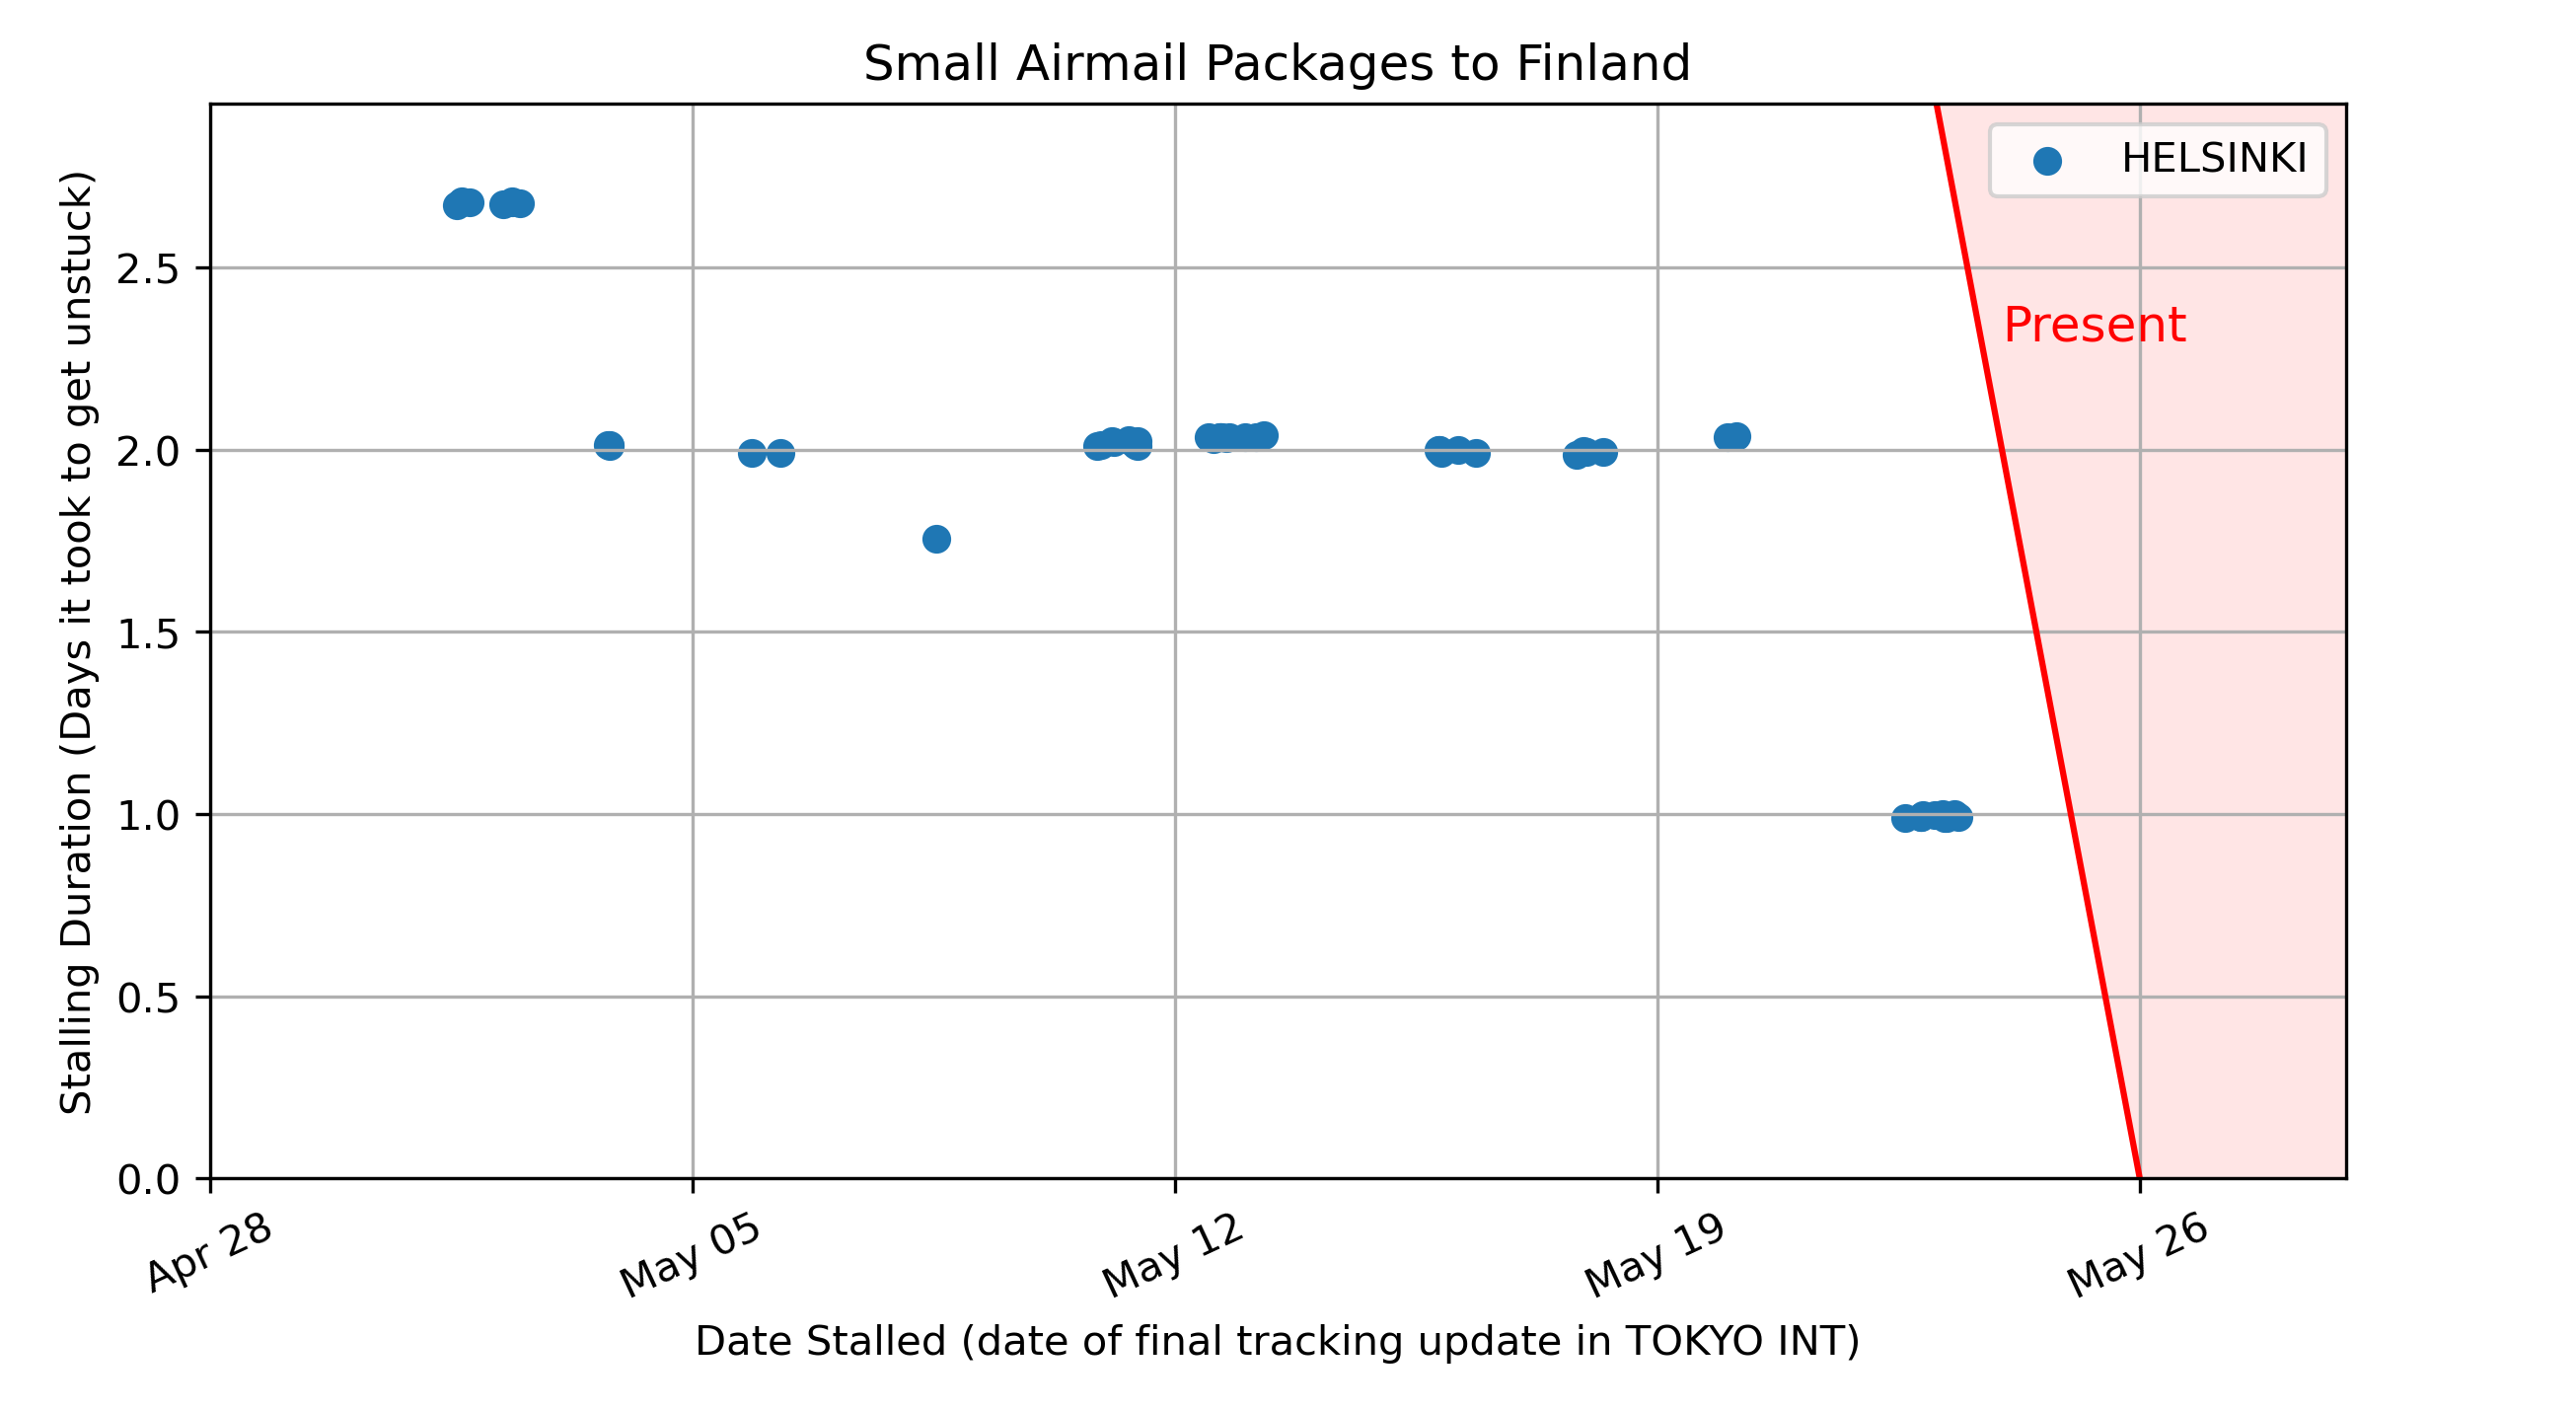 Small Airmail Packages to Finland
HELSINKI
Present
Stalling Duration (Days it took to get unstuck)
2.5
2.0
1.5
1.0
0.5
0.0
Apr 28
May 05
May 12
May 19
May 26
Date Stalled (date of final tracking update in TOKYO INT)